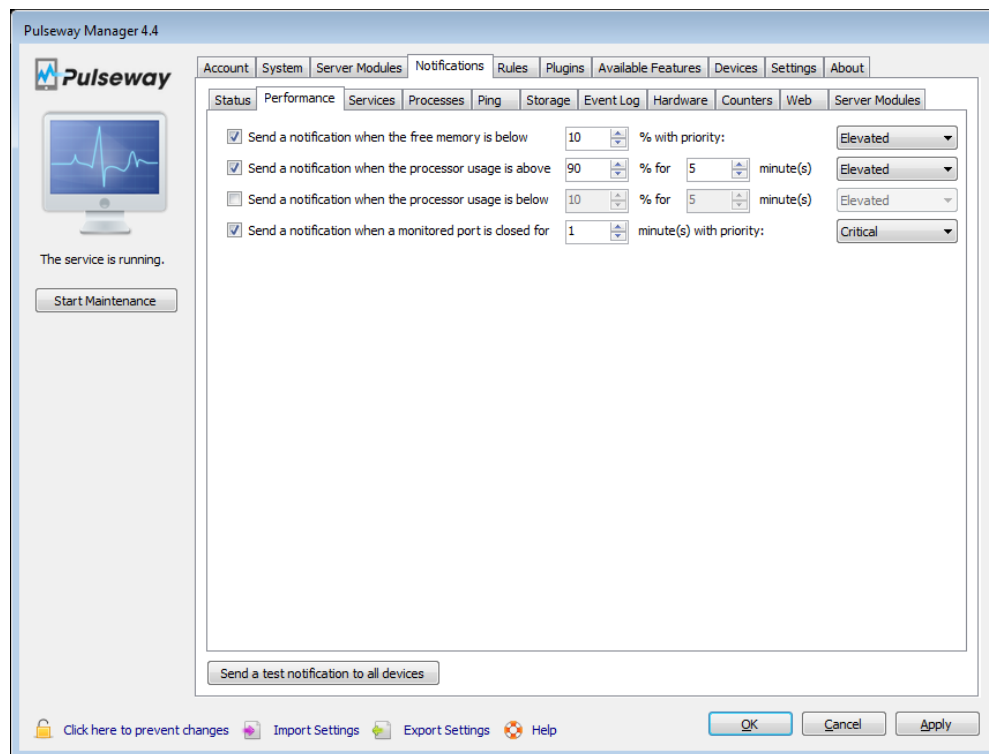 Pulseway Manager 4.4
Pulseway
Account System Server Modules Notifications Rules Plugins Available Features Devices Settings About
Status Performance Services Processes Ping Storage Event Log Hardware Counters Web Server Modules
Send a notification when the free memory is below 10 % with priority: Elevated
Send a notification when the processor usage is above 90 % for 5 minute(s) Elevated
Send a notification when the processor usage is below 10 % for 5 minute(s) Elevated
Send a notification when a monitored port is closed for 1 minute(s) with priority: Critical
The service is running.
Start Maintenance
Send a test notification to all devices
Click here to prevent changes Import Settings Export Settings Help OK Cancel Apply